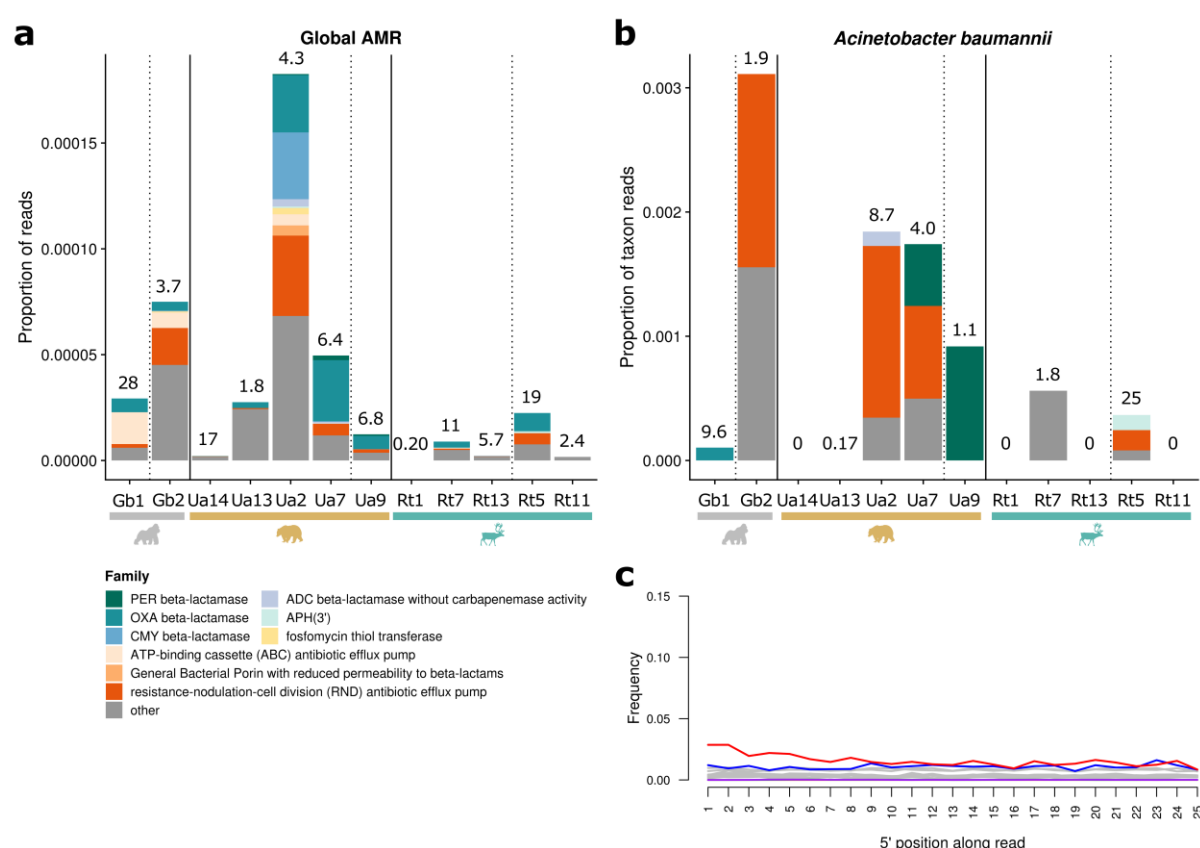 a
Global AMR
Proportion of reads
0.00015
0.00010
0.00005
0.00000
28
3.7
17
1.8
4.3
6.4
6.8
0.20
11
5.7
19
2.4
Gb1 Gb2 Ua14 Ua13 Ua2 Ua7 Ua9 Rt1 Rt7 Rt13 Rt5 Rt11
b
Acinetobacter baumannii
Proportion of taxon reads
0.003
0.002
0.001
0.000
9.6
1.9
0
0.17
8.7
4.0
1.1
0
1.8
0
25
0
Gb1 Gb2 Ua14 Ua13 Ua2 Ua7 Ua9 Rt1 Rt7 Rt13 Rt5 Rt11
Family
PER beta-lactamase
OXA beta-lactamase
CMY beta-lactamase
ATP-binding cassette (ABC) antibiotic efflux pump
General Bacterial Porin with reduced permeability to beta-lactams
resistance-nodulation-cell division (RND) antibiotic efflux pump
other
ADC beta-lactamase without carbapenemase activity
APH(3')
fosfomycin thiol transferase
c
Frequency
0.15
0.10
0.05
0.00
1 2 3 4 5 6 7 8 9 10 11 12 13 14 15 16 17 18 19 20 21 22 23 24 25
5' position along read